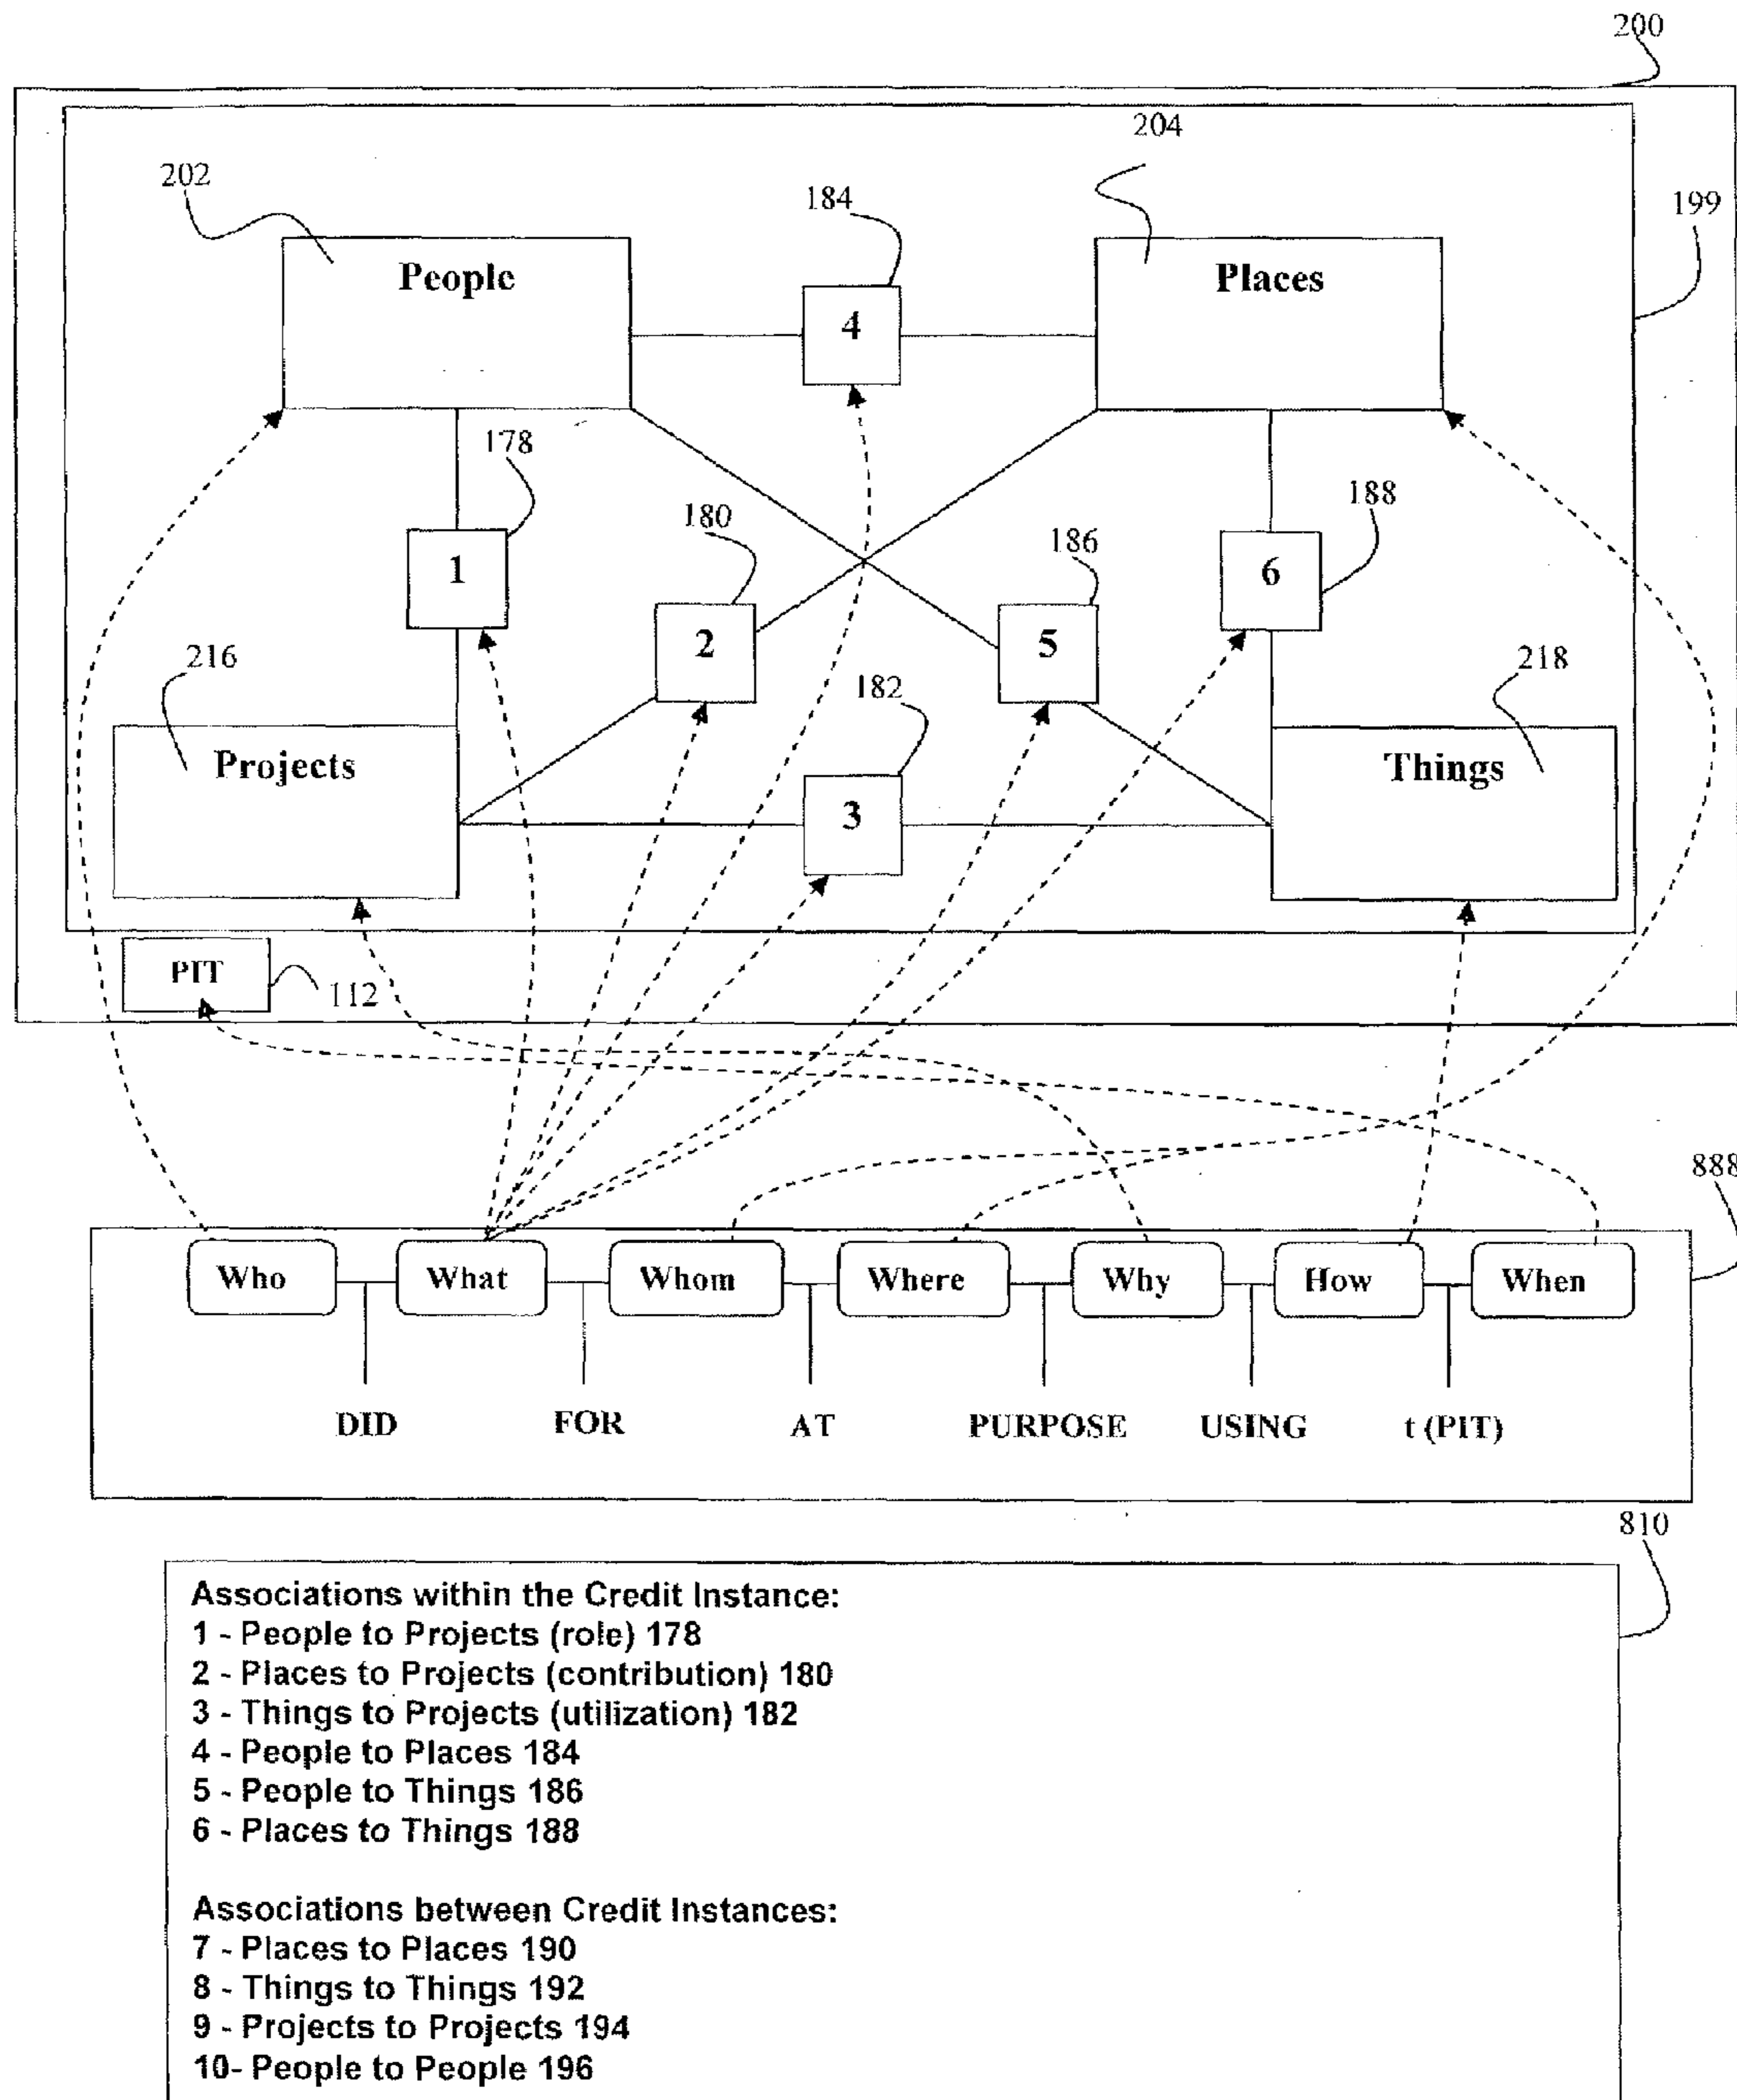 200
204
202
184
199
People
Places
4
178
180
186
188
1
2
5
6
216
182
218
Projects
3
Things
PIT
112
888
Who
What
Whom
Where
Why
How
When
DID
FOR
AT
PURPOSE
USING
t (PIT)
810
Associations within the Credit Instance:
1 - People to Projects (role) 178
2 - Places to Projects (contribution) 180
3 - Things to Projects (utilization) 182
4 - People to Places 184
5 - People to Things 186
6 - Places to Things 188
Associations between Credit Instances:
7 - Places to Places 190
8 - Things to Things 192
9 - Projects to Projects 194
10- People to People 196